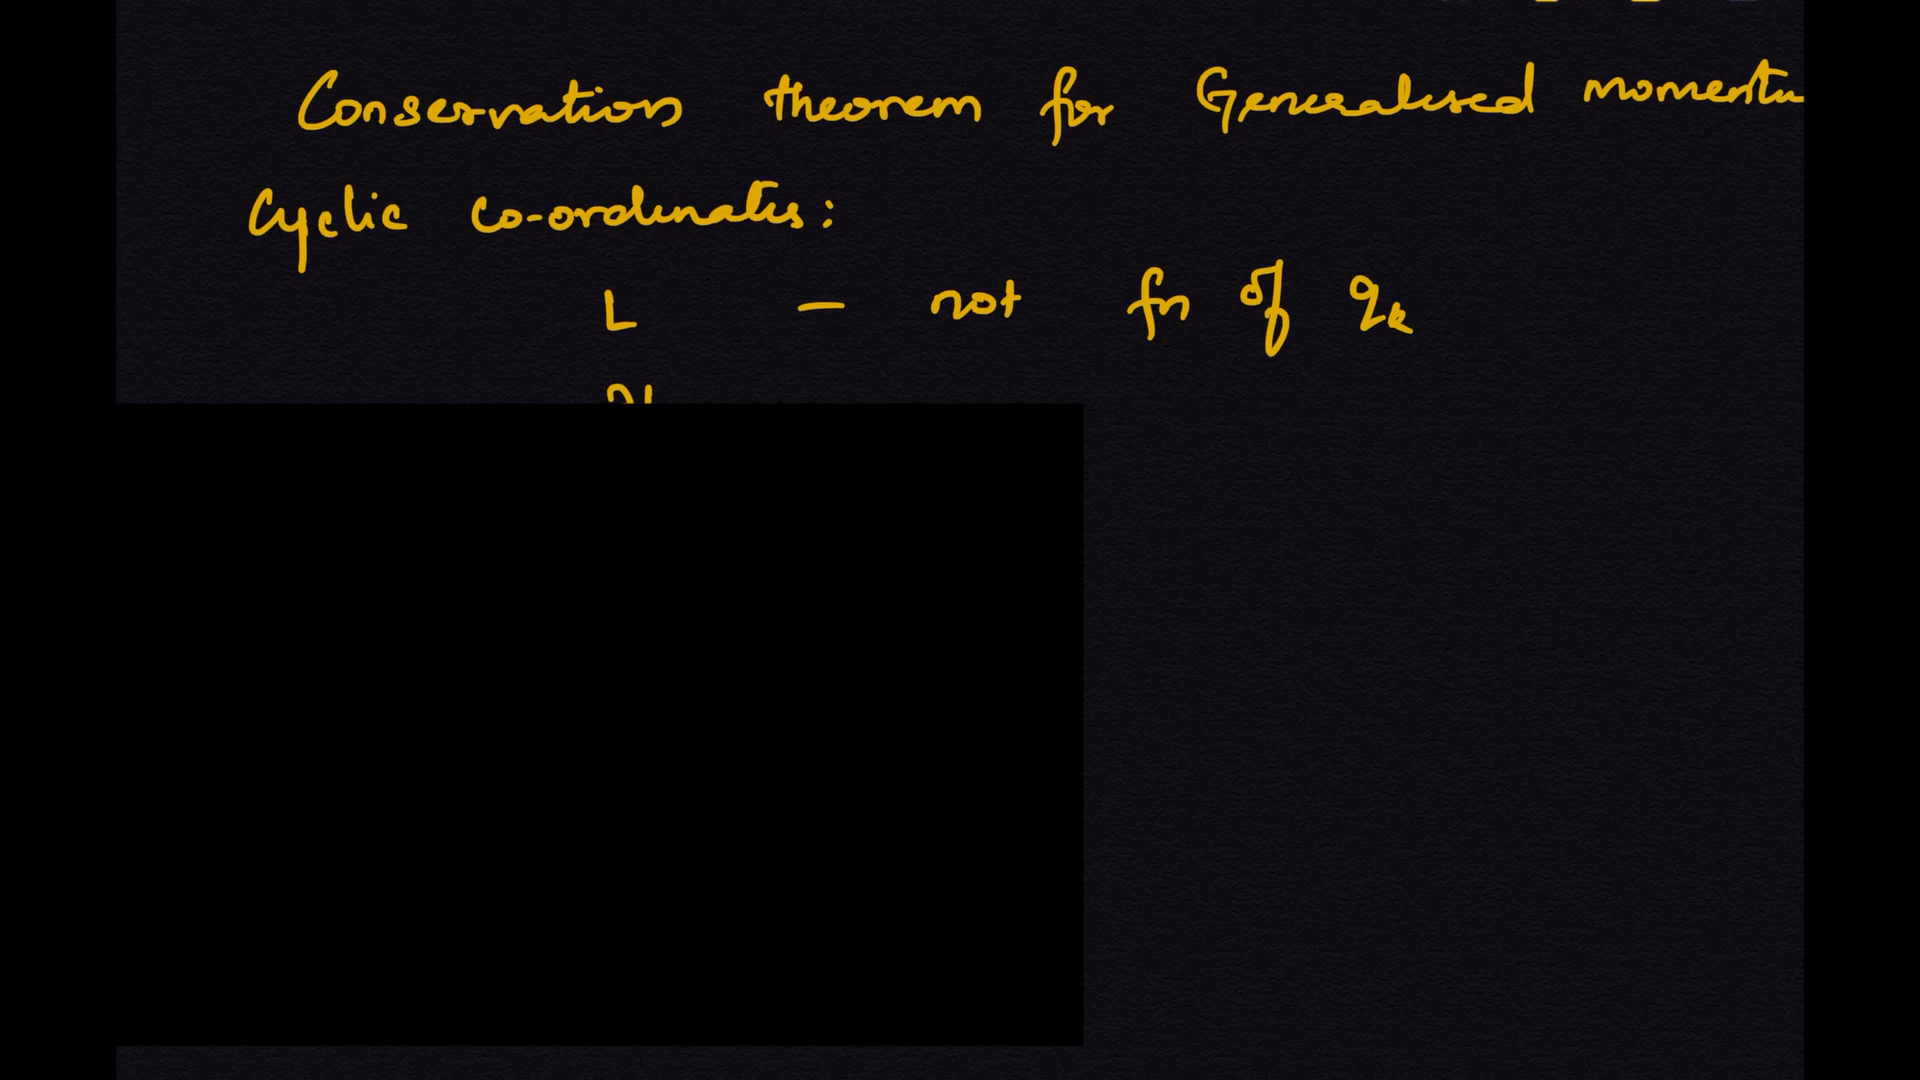 Conservation theorem for Generalised momentu
Cyclic co-ordinates:
L — not fn of qₖ